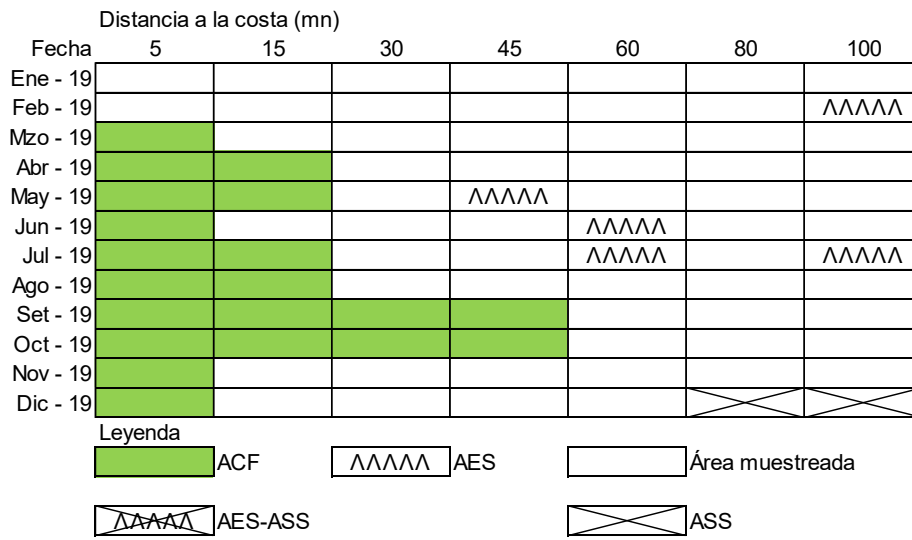 Distancia a la costa (mn)
Fecha 5 15 30 45 60 80 100
Ene - 19
Feb - 19 ΛΛΛΛΛ
Mzo - 19
Abr - 19
May - 19 ΛΛΛΛΛ
Jun - 19 ΛΛΛΛΛ
Jul - 19 ΛΛΛΛΛ ΛΛΛΛΛ
Ago - 19
Set - 19
Oct - 19
Nov - 19
Dic - 19
Leyenda
ACF ΛΛΛΛΛ AES Área muestreada
ΛΛΛΛΛ AES-ASS ASS